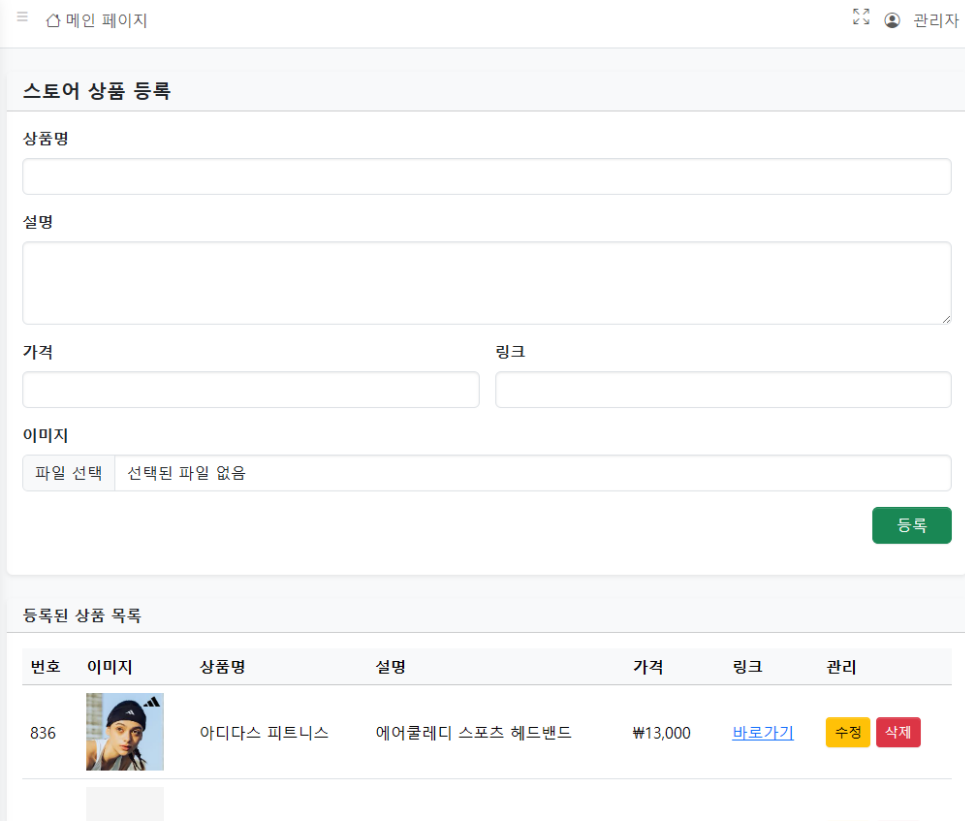 메인 페이지 관리자
스토어 상품 등록
상품명
설명
가격 링크
이미지
파일 선택 선택된 파일 없음
등록
등록된 상품 목록
번호 이미지 상품명 설명 가격 링크 관리
836 아디다스 피트니스 에어쿨레디 스포츠 헤드밴드 ₩13,000 바로가기 수정 삭제